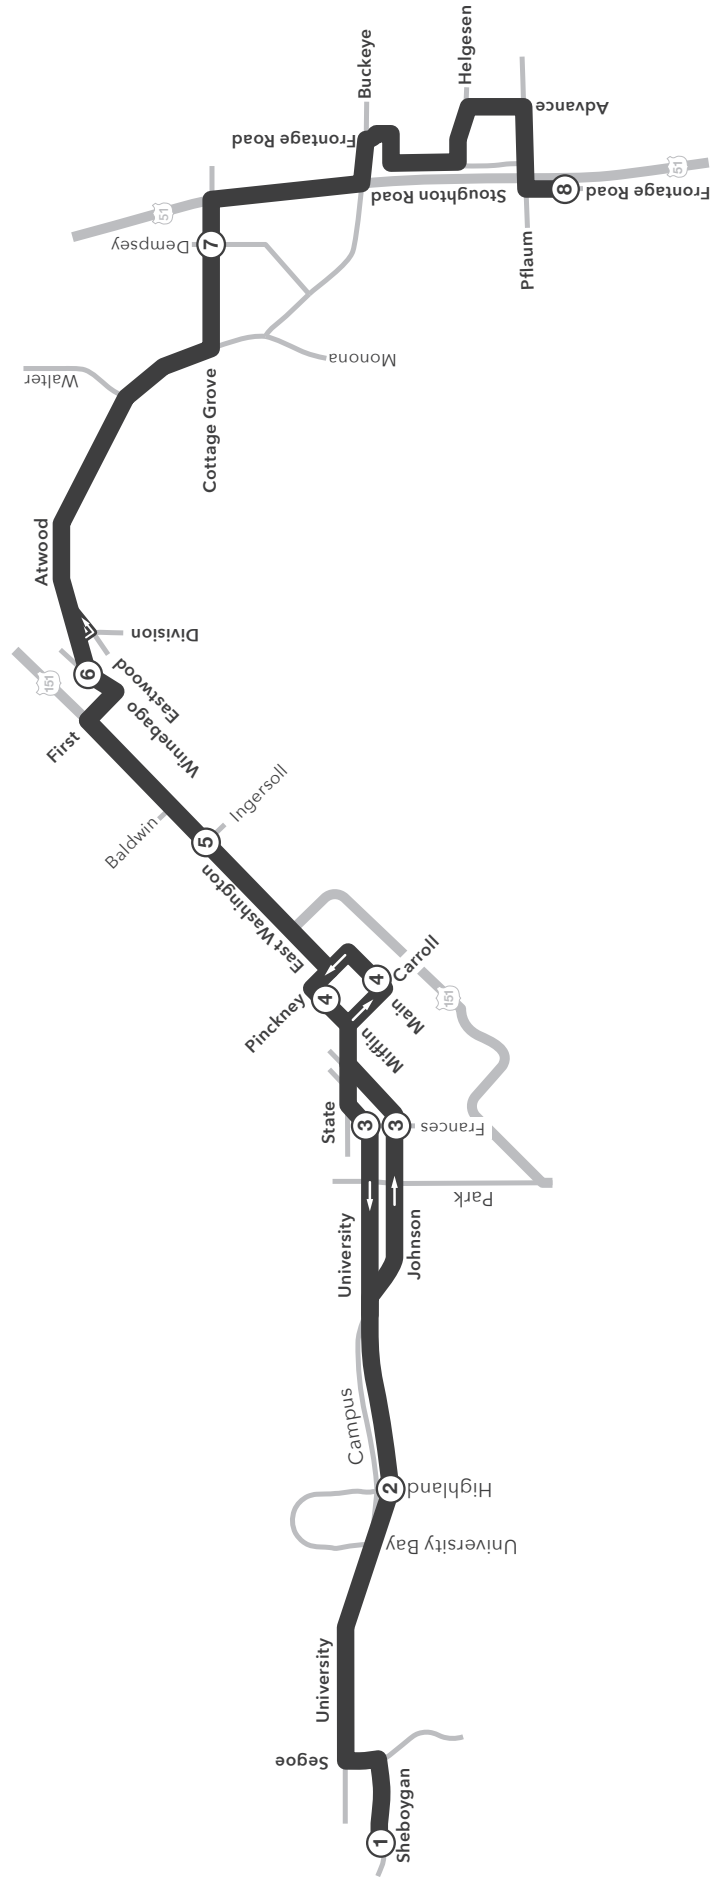 Buckeye
Helgesen
Advance
Frontage Road
51
51
Stoughton Road
8
Frontage Road
Pflaum
7
Dempsey
Monona
Walter
Cottage Grove
Atwood
Division
6
Eastwood
151
Winnebago
First
Ingersoll
Baldwin
5
East Washington
Carroll
4
4
Main
Pinckney
151
Mifflin
State
3
3
Frances
Park
University
Johnson
Campus
2
Highland
University Bay
University
Segoe
Sheboygan
1